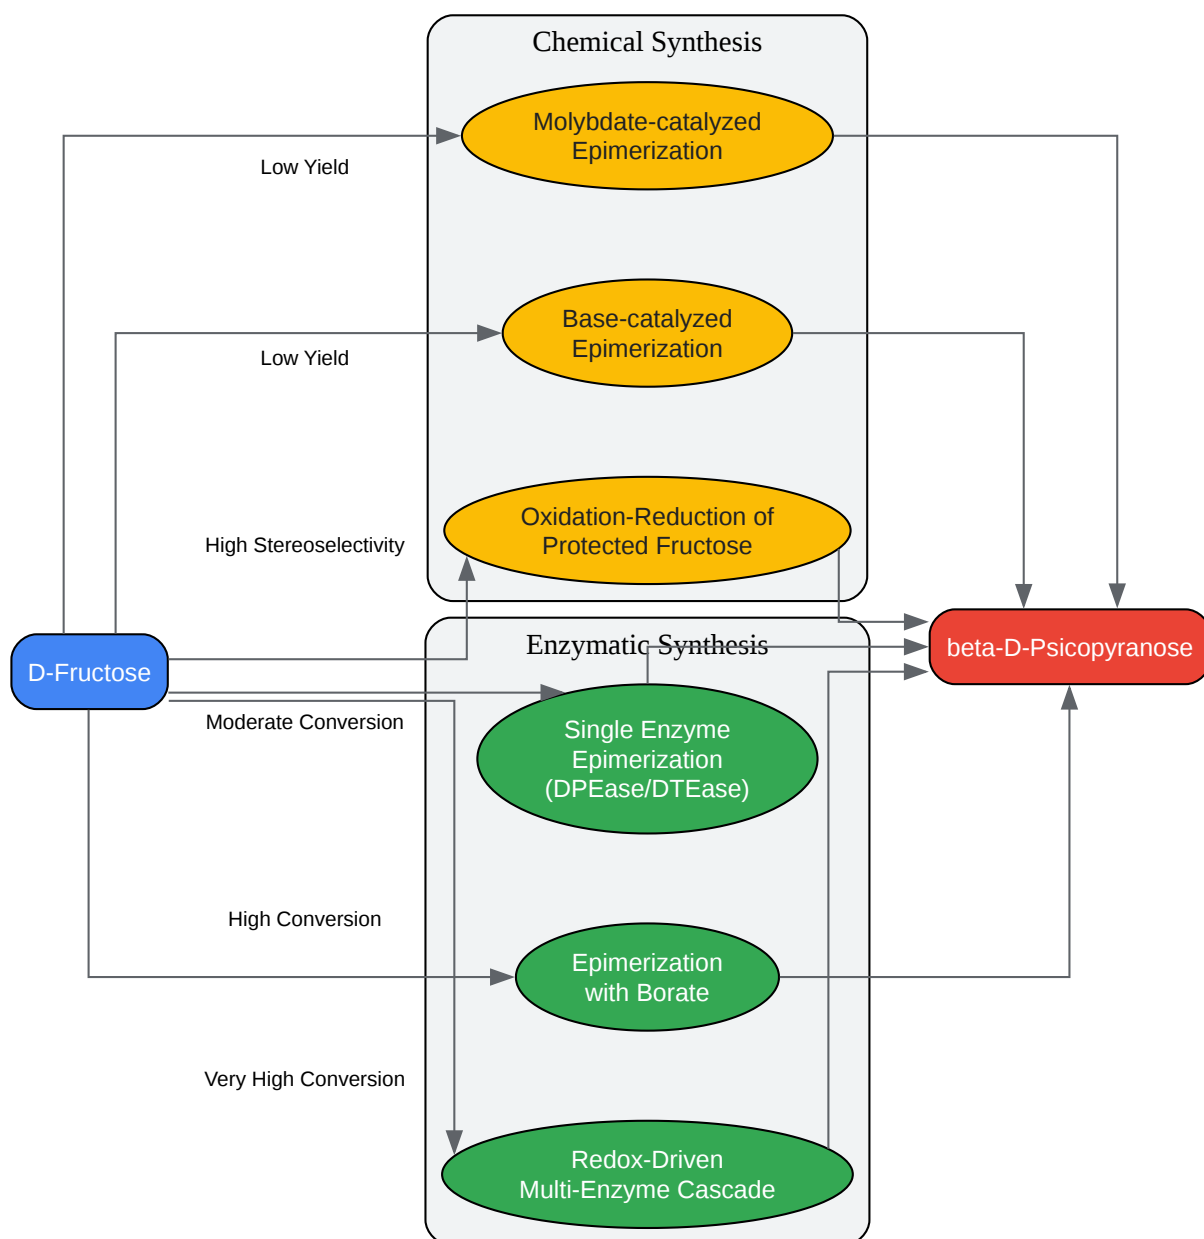 Chemical Synthesis
Molybdate-catalyzed
Epimerization
Low Yield
Base-catalyzed
Epimerization
Low Yield
Oxidation-Reduction of
Protected Fructose
High Stereoselectivity
D-Fructose
Enzymatic Synthesis
beta-D-Psicopyranose
Moderate Conversion
Single Enzyme
Epimerization
(DPEase/DTEase)
High Conversion
Epimerization
with Borate
Very High Conversion
Redox-Driven
Multi-Enzyme Cascade